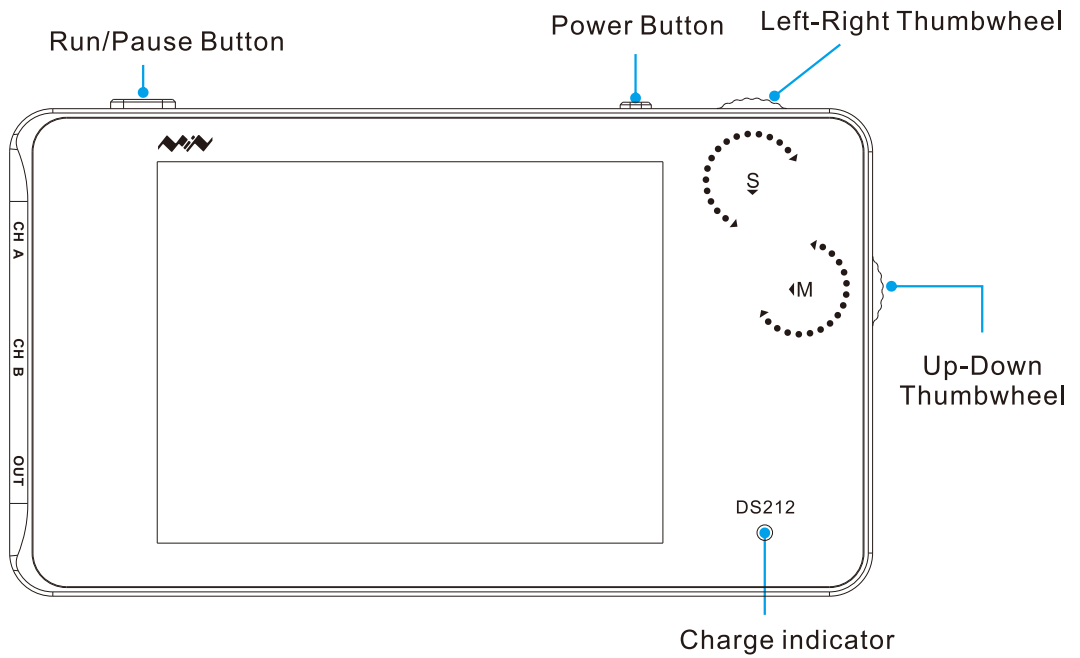 Left-Right Thumbwheel
Power Button
Run/Pause Button
S
CH A
M
CH B
Up-Down
Thumbwheel
OUT
DS212
Charge indicator